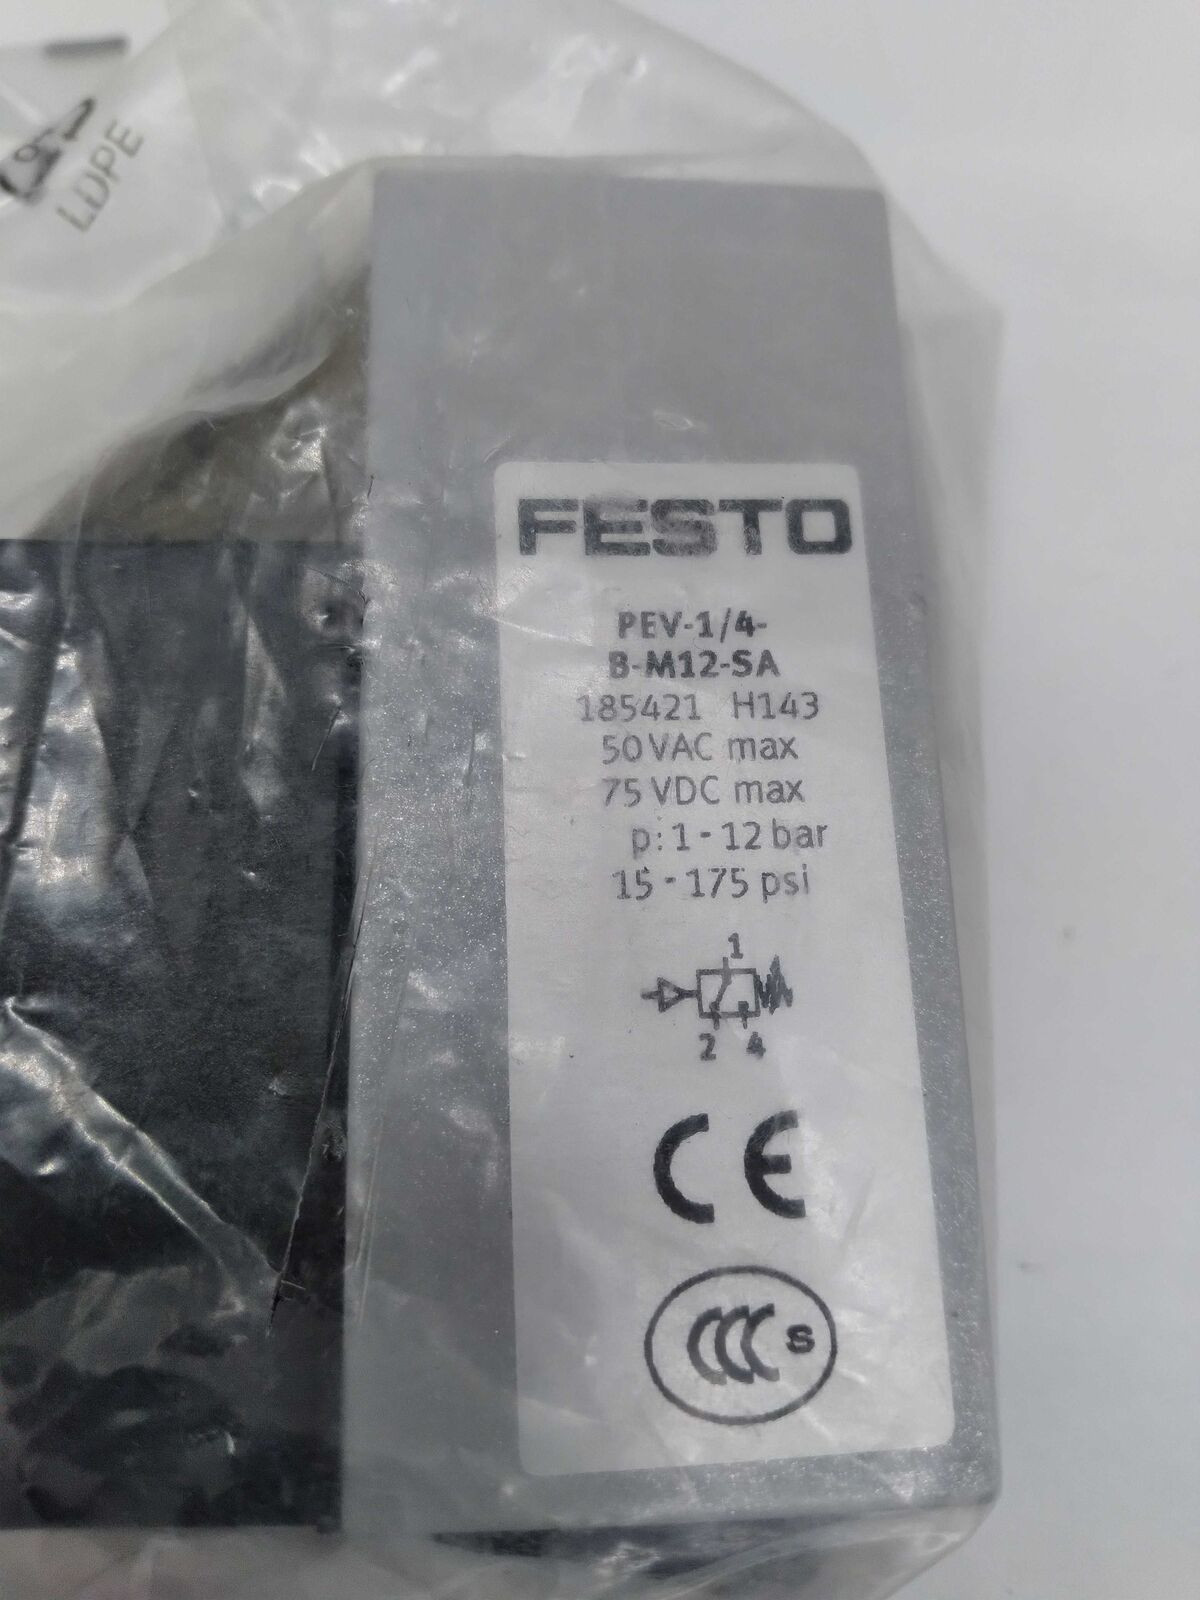 LDPE
FESTO
PEV-1/4-
B-M12-SA
185421 H143
50 VAC max
75 VDC max
p: 1 - 12 bar
15 - 175 psi
1
2 4
CE
CCC S